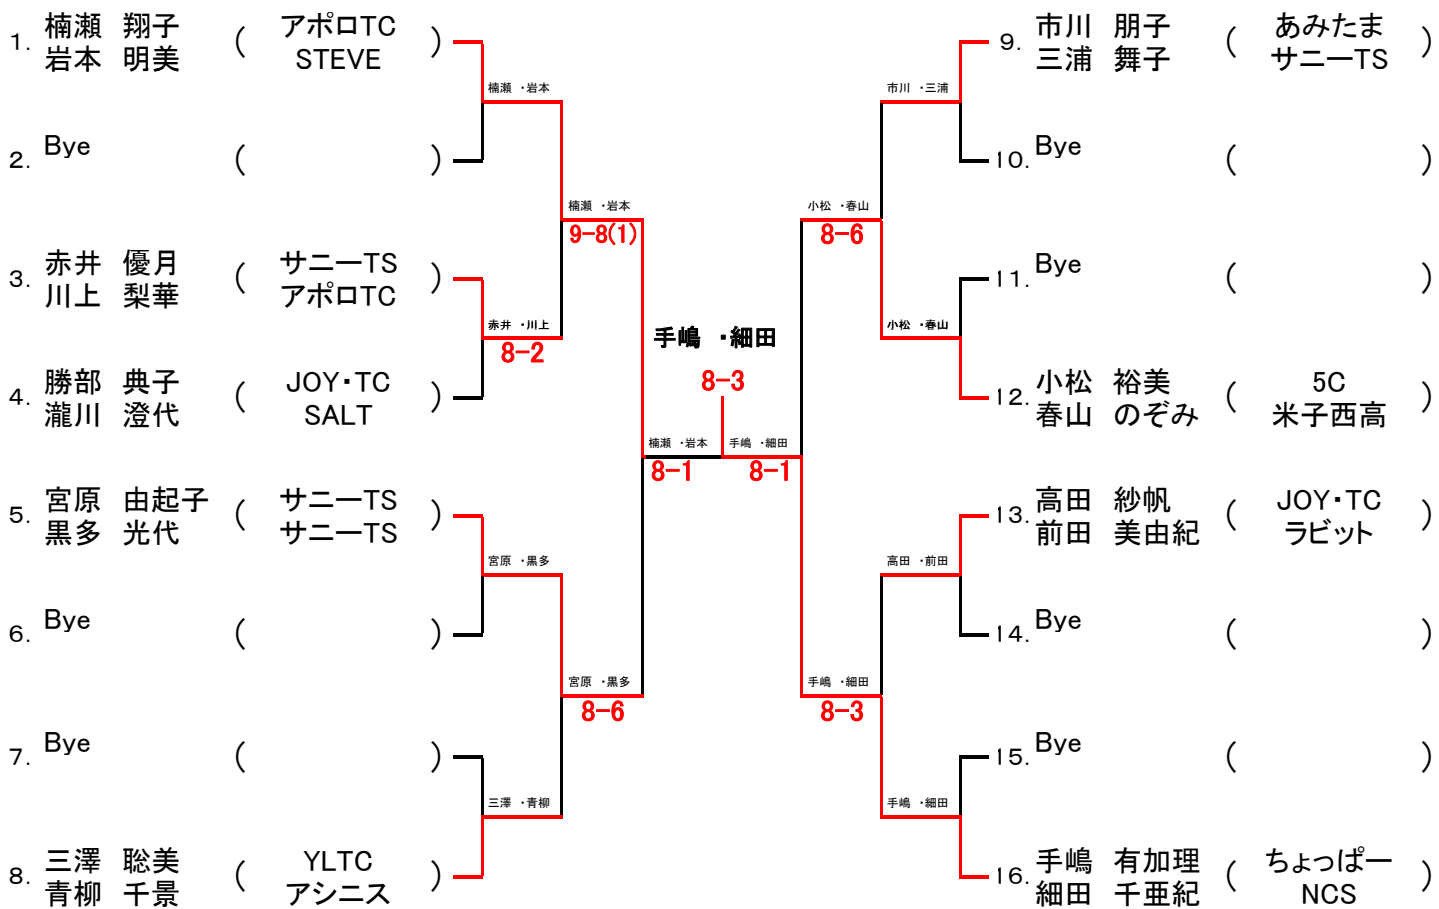 1. 楠瀬 翔子 ( アポロTC )
岩本 明美 STEVE
楠瀬 ・岩本
2. Bye ( )
楠瀬 ・岩本
9-8(1)
3. 赤井 優月 ( サニーTS )
川上 梨華 アポロTC
赤井 ・川上
8-2
4. 勝部 典子 ( JOY・TC )
瀧川 澄代 SALT
楠瀬 ・岩本
8-1
5. 宮原 由起子 ( サニーTS )
黒多 光代 サニーTS
宮原 ・黒多
6. Bye ( )
宮原 ・黒多
8-6
7. Bye ( )
三澤 ・青柳
8. 三澤 聡美 ( YLTC )
青柳 千景 アシニス
手嶋 ・細田
8-3
9. 市川 朋子 ( あみたま )
三浦 舞子 サニーTS
市川 ・三浦
10. Bye ( )
小松 ・春山
8-6
11. Bye ( )
小松 ・春山
12. 小松 裕美 ( 5C )
春山 のぞみ 米子西高
手嶋 ・細田
8-1
13. 高田 紗帆 ( JOY・TC )
前田 美由紀 ラビット
高田 ・前田
14. Bye ( )
手嶋 ・細田
8-3
15. Bye ( )
手嶋 ・細田
16. 手嶋 有加理 ( ちょっぱー )
細田 千亜紀 NCS